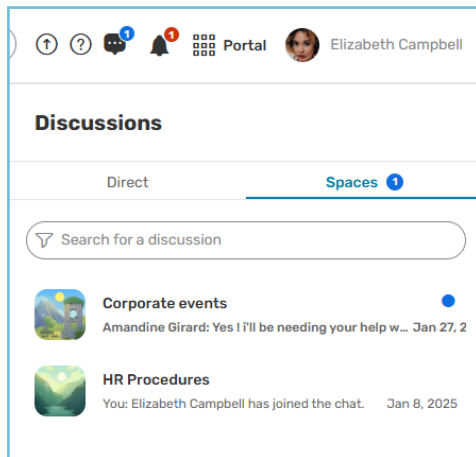 1 1 Portal Elizabeth Campbell
Discussions
Direct Spaces 1
Search for a discussion
Corporate events
Amandine Girard: Yes ! i'll be needing your help w... Jan 27, 2
HR Procedures
You: Elizabeth Campbell has joined the chat. Jan 8, 2025